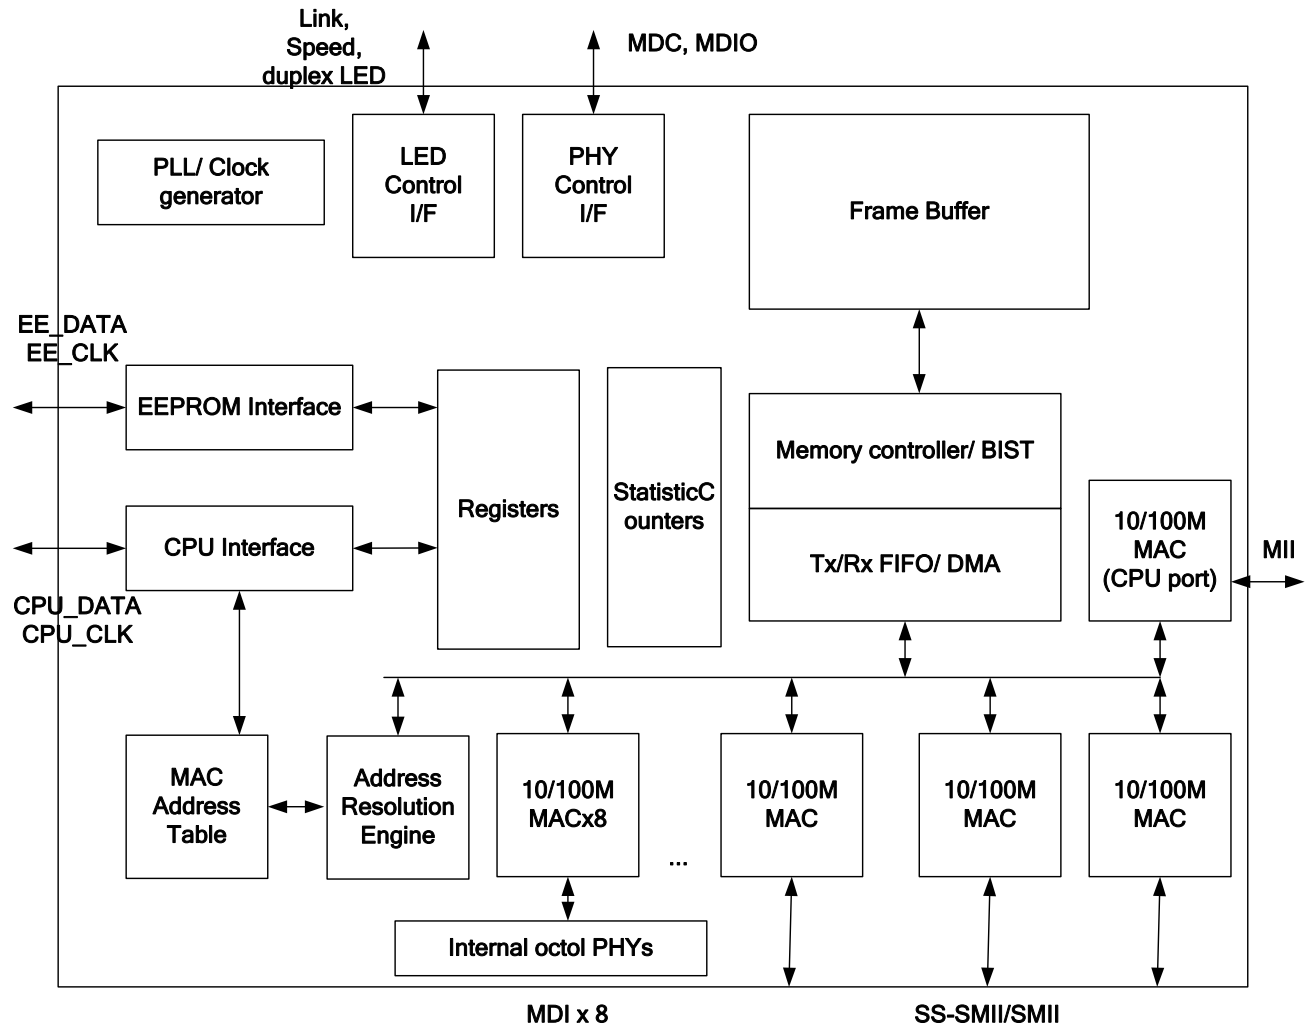 Link,
Speed,
duplex LED
MDC, MDIO
PLL/ Clock
generator
LED
Control
I/F
PHY
Control
I/F
Frame Buffer
EE_DATA
EE_CLK
EEPROM Interface
CPU Interface
CPU_DATA
CPU_CLK
Registers
StatisticC
ounters
Memory controller/ BIST
Tx/Rx FIFO/ DMA
10/100M
MAC
(CPU port)
MII
MAC
Address
Table
Address
Resolution
Engine
10/100M
MACx8
...
10/100M
MAC
10/100M
MAC
10/100M
MAC
Internal octol PHYs
MDI x 8
SS-SMII/SMII